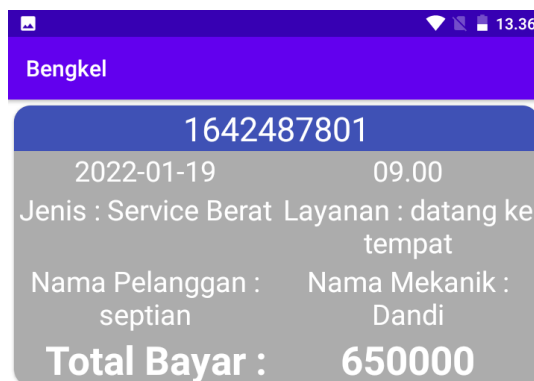 13.36
Bengkel
1642487801
2022-01-19 09.00
Jenis : Service Berat Layanan : datang ke
tempat
Nama Pelanggan : Nama Mekanik :
septian Dandi
Total Bayar : 650000